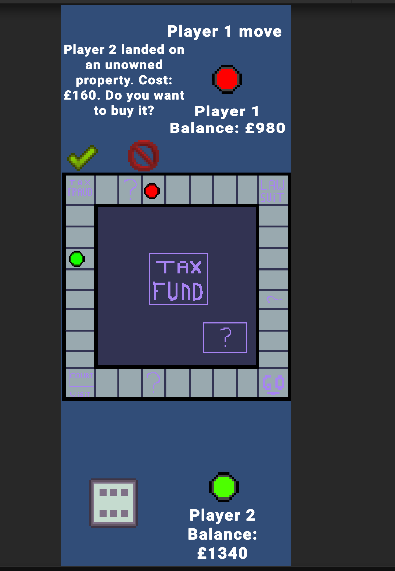 Player 1 move
Player 2 landed on
an unowned
property. Cost:
£160. Do you want
to buy it?
Player 1
Balance: £980
?
TAX
FUND
?
?
GO
Player 2
Balance:
£1340